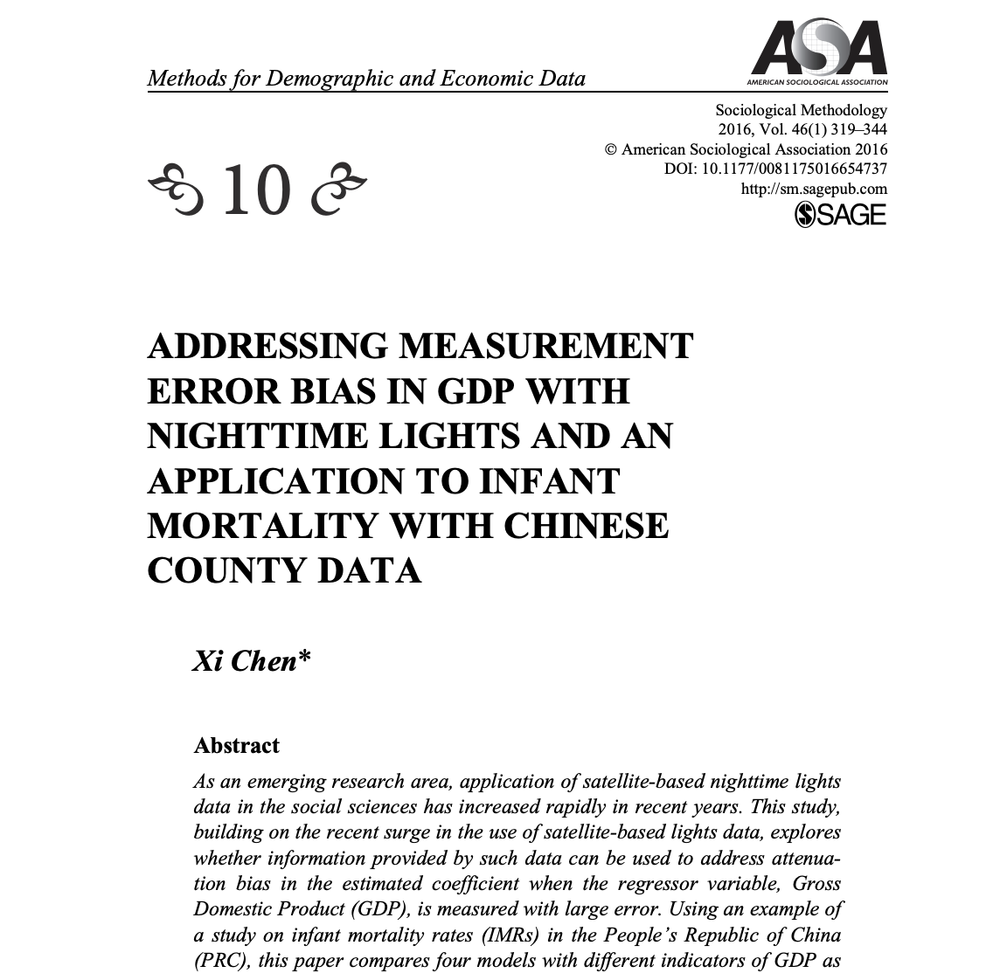 Methods for Demographic and Economic Data
ASA
AMERICAN SOCIOLOGICAL ASSOCIATION
Sociological Methodology
2016, Vol. 46(1) 319–344
© American Sociological Association 2016
DOI: 10.1177/0081175016654737
http://sm.sagepub.com
SAGE
10
ADDRESSING MEASUREMENT
ERROR BIAS IN GDP WITH
NIGHTTIME LIGHTS AND AN
APPLICATION TO INFANT
MORTALITY WITH CHINESE
COUNTY DATA
Xi Chen*
Abstract
As an emerging research area, application of satellite-based nighttime lights
data in the social sciences has increased rapidly in recent years. This study,
building on the recent surge in the use of satellite-based lights data, explores
whether information provided by such data can be used to address attenua-
tion bias in the estimated coefficient when the regressor variable, Gross
Domestic Product (GDP), is measured with large error. Using an example of
a study on infant mortality rates (IMRs) in the People's Republic of China
(PRC), this paper compares four models with different indicators of GDP as